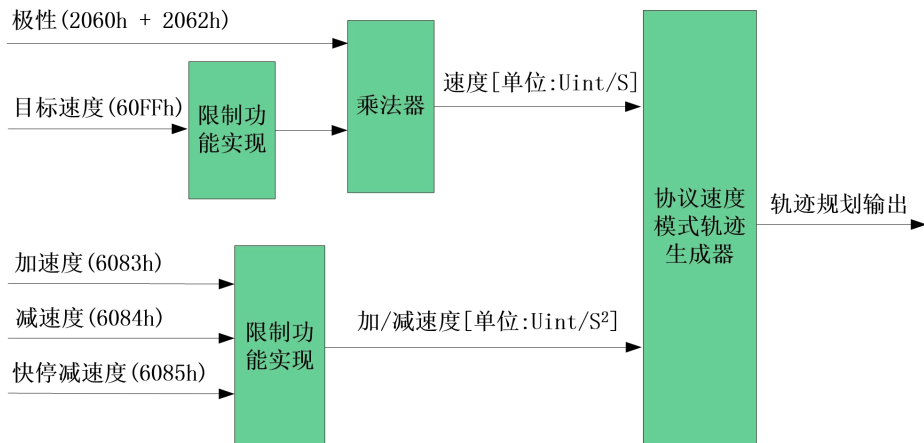 极性(2060h + 2062h)
目标速度(60FFh)
限制功
能实现
乘法器
速度[单位:Uint/S]
协议速度
模式轨迹
生成器
轨迹规划输出
加速度(6083h)
减速度(6084h)
快停减速度(6085h)
限制功
能实现
加/减速度[单位:Uint/S²]